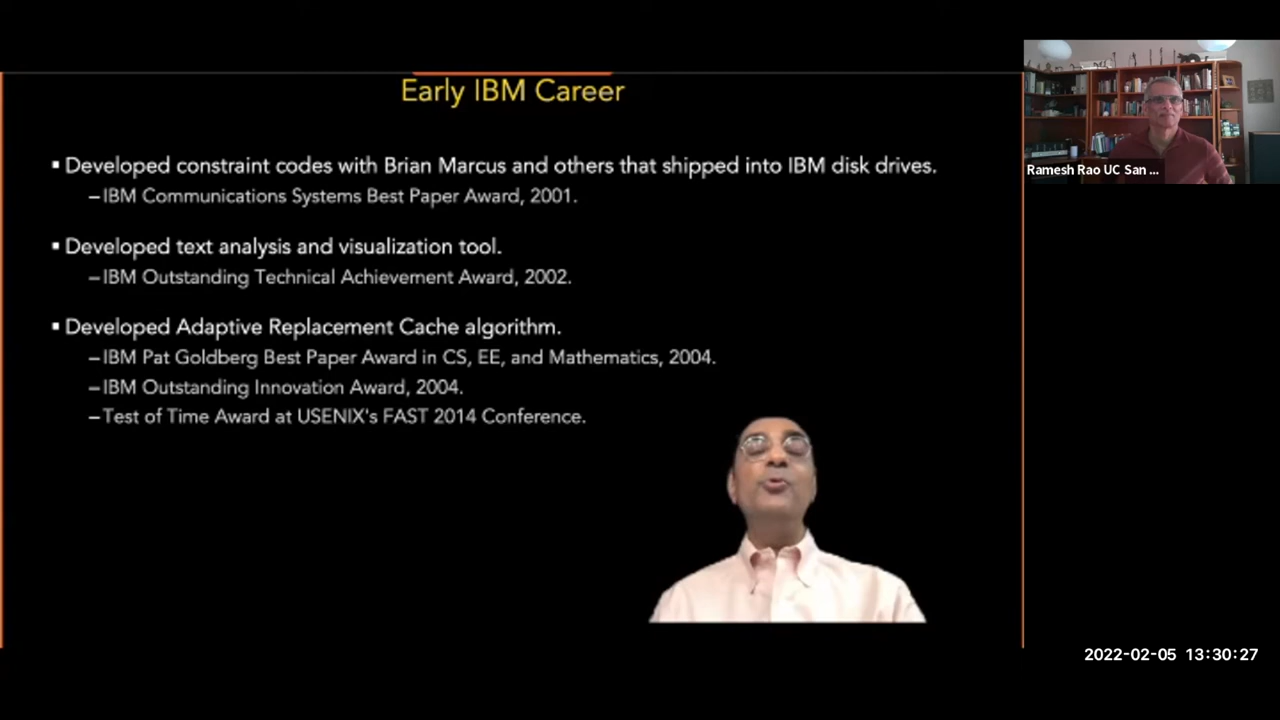 Early IBM Career
▪ Developed constraint codes with Brian Marcus and others that shipped into IBM disk drives.
– IBM Communications Systems Best Paper Award, 2001.
▪ Developed text analysis and visualization tool.
– IBM Outstanding Technical Achievement Award, 2002.
▪ Developed Adaptive Replacement Cache algorithm.
– IBM Pat Goldberg Best Paper Award in CS, EE, and Mathematics, 2004.
– IBM Outstanding Innovation Award, 2004.
– Test of Time Award at USENIX's FAST 2014 Conference.
Ramesh Rao UC San ...
2022-02-05 13:30:27